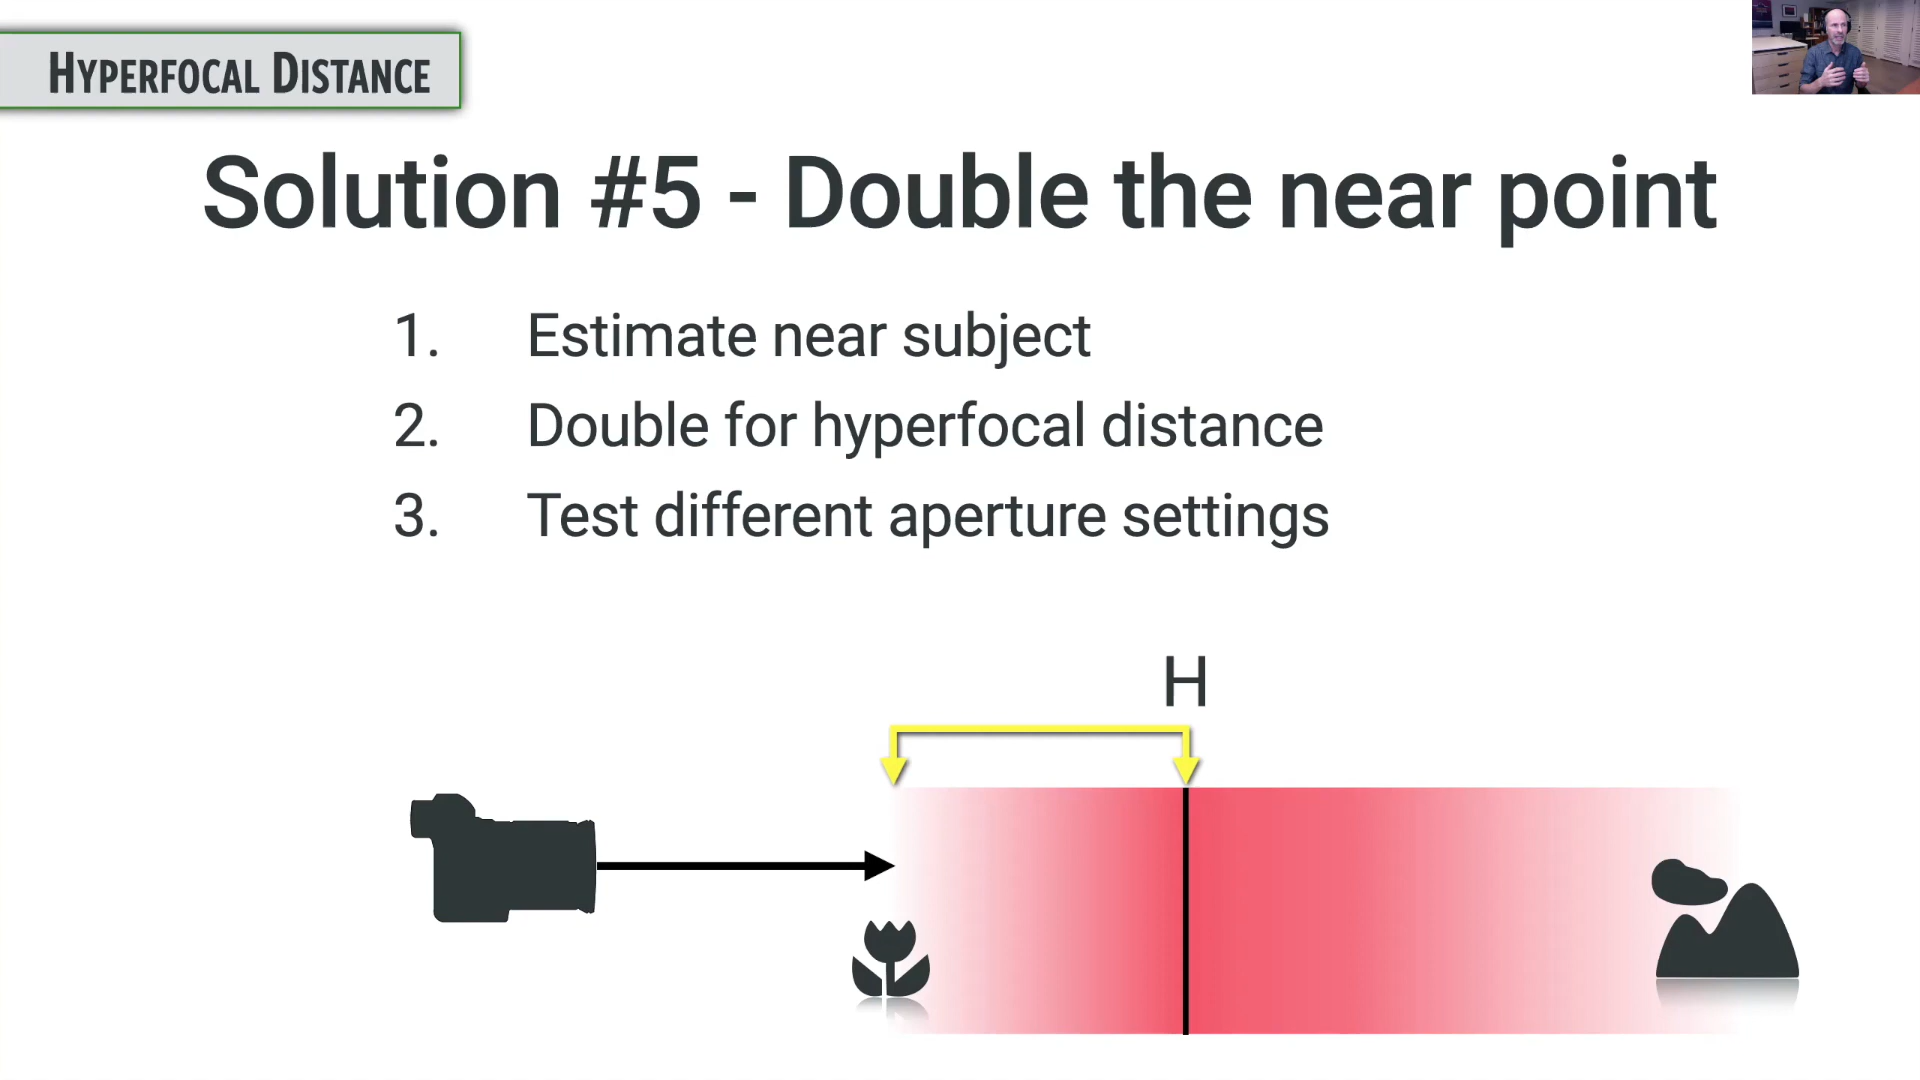 HYPERFOCAL DISTANCE
Solution #5 - Double the near point
1. Estimate near subject
2. Double for hyperfocal distance
3. Test different aperture settings
H